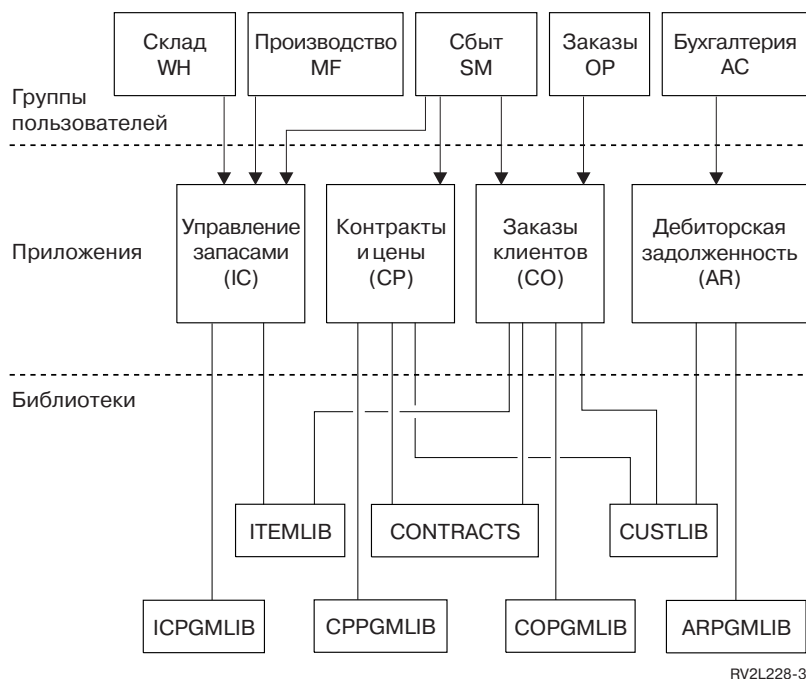 Склад
WH
Производство
MF
Сбыт
SM
Заказы
OP
Бухгалтерия
AC
Группы
пользователей
Приложения
Управление
запасами
(IC)
Контракты
и цены
(CP)
Заказы
клиентов
(CO)
Дебиторская
задолженность
(AR)
Библиотеки
ITEMLIB
CONTRACTS
CUSTLIB
ICPGMLIB
CPPGMLIB
COPGMLIB
ARPGMLIB
RV2L228-3